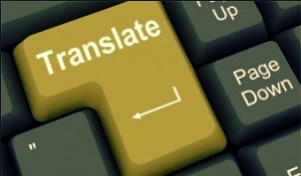 Translate
Up
Page
Down
"